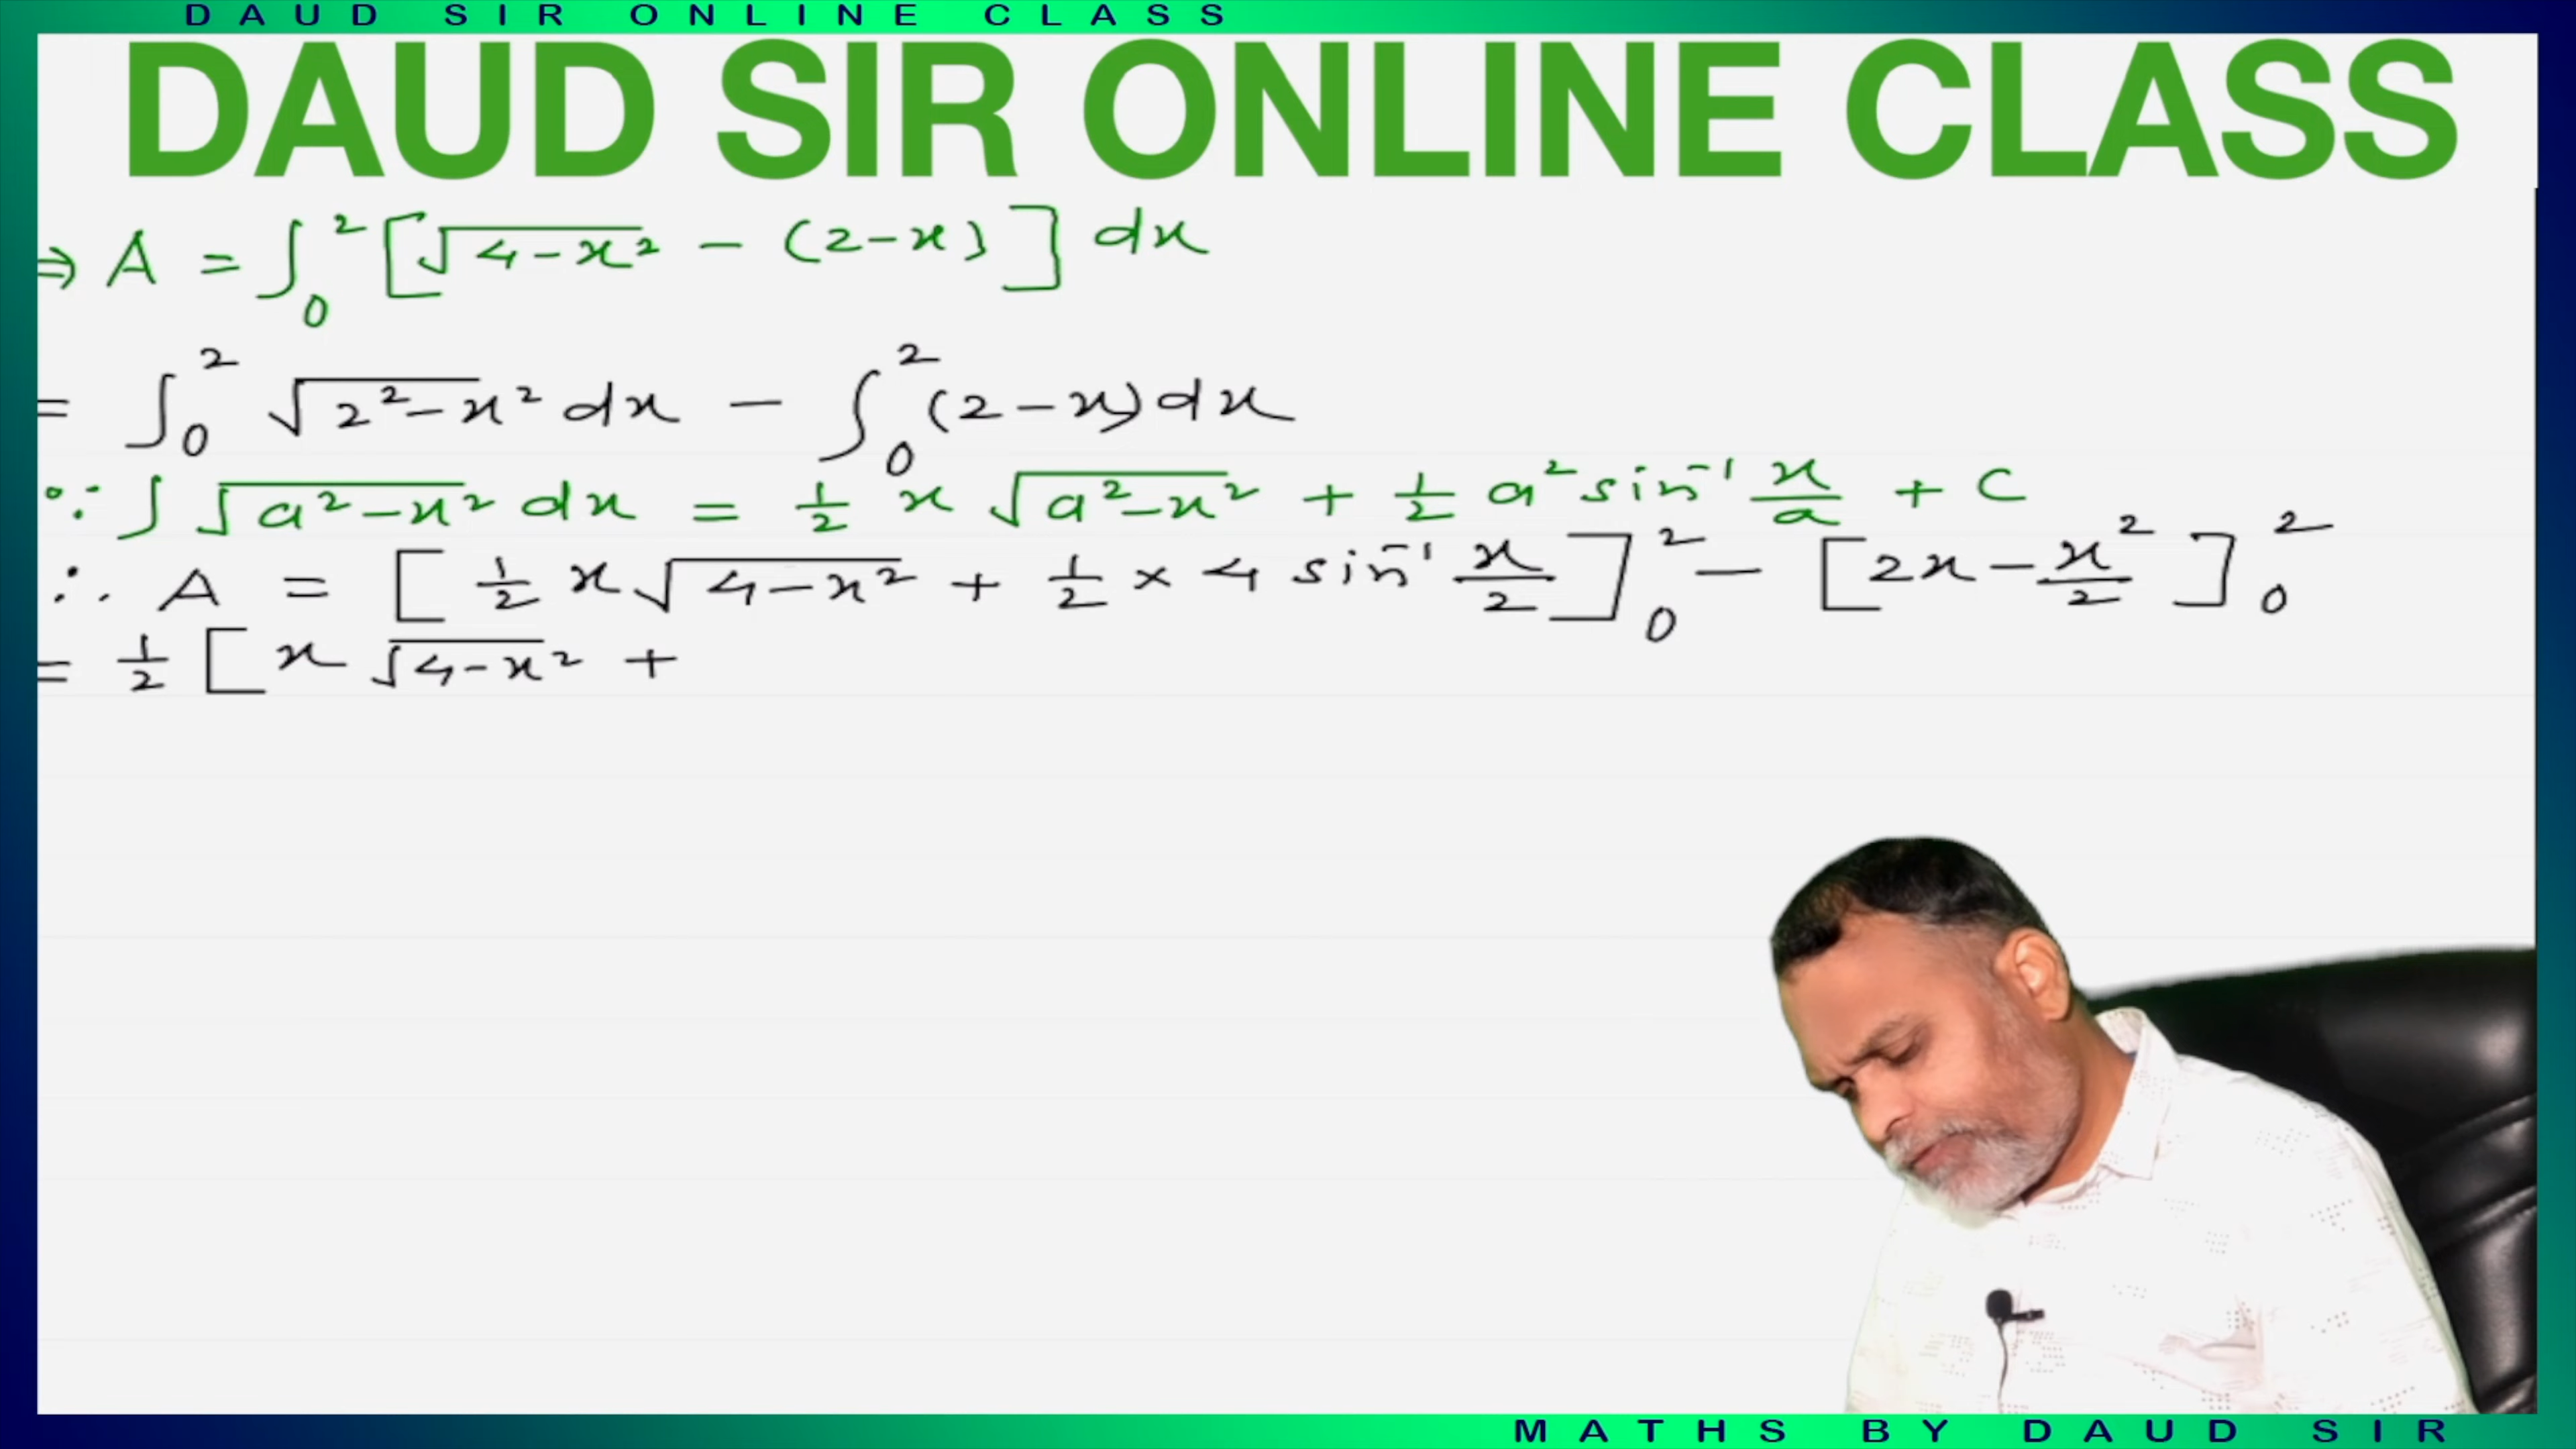 DAUD SIR ONLINE CLASS
DAUD SIR ONLINE CLASS
⇒ A = ∫₀² [√(4-x²) - (2-x)] dx
= ∫₀² √(2²-x²) dx - ∫₀² (2-x) dx
∵ ∫ √(a²-x²) dx = 1/2 x √(a²-x²) + 1/2 a² sin⁻¹ x/a + C
∴ A = [1/2 x √(4-x²) + 1/2 × 4 sin⁻¹ x/2]₀² - [2x - x²/2]₀²
= 1/2 [x √(4-x²) +
MATHS BY DAUD SIR